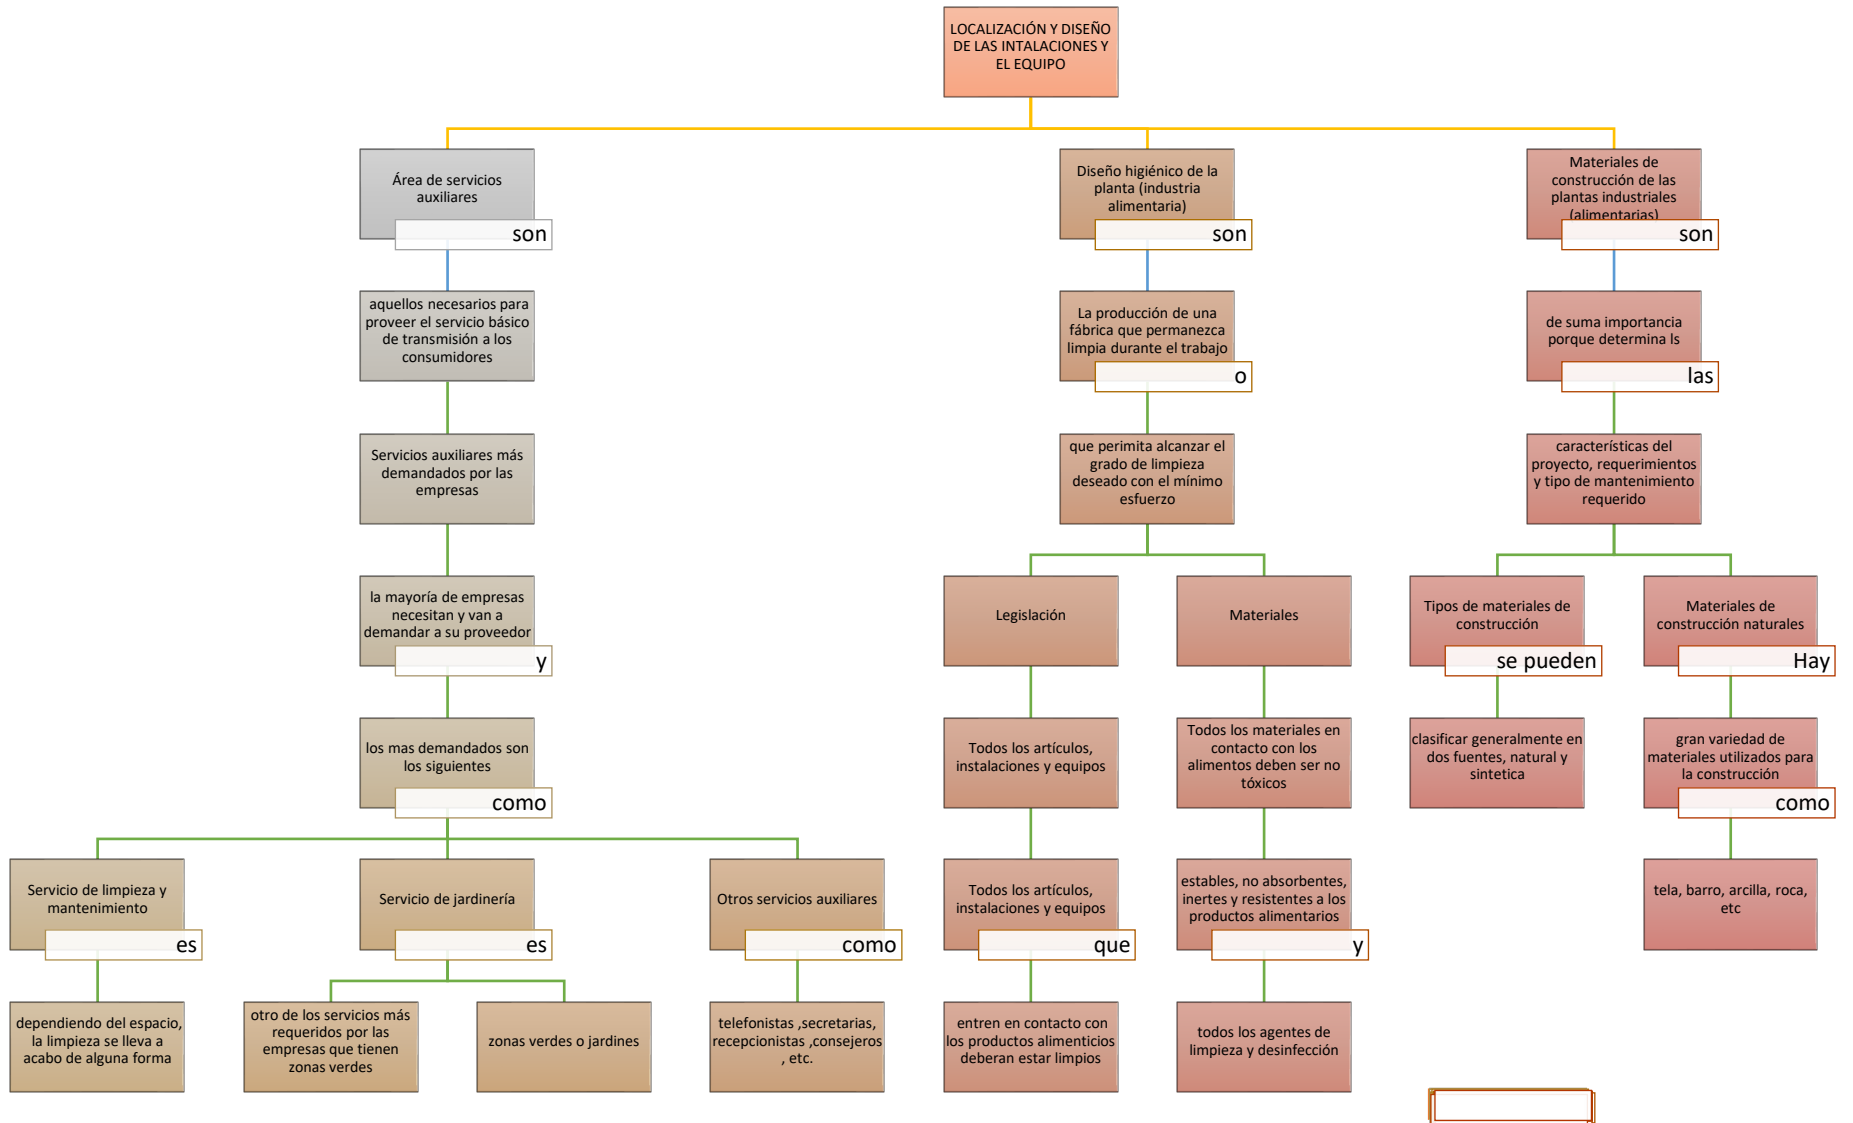 LOCALIZACIÓN Y DISEÑO
DE LAS INTALACIONES Y
EL EQUIPO
Área de servicios
auxiliares
son
Diseño higiénico de la
planta (industria
alimentaria)
son
Materiales de
construcción de las
plantas industriales
(alimentarias)
son
aquellos necesarios para
proveer el servicio básico
de transmisión a los
consumidores
La producción de una
fábrica que permanezca
limpia durante el trabajo
o
de suma importancia
porque determina ls
las
Servicios auxiliares más
demandados por las
empresas
que perimita alcanzar el
grado de limpieza
deseado con el mínimo
esfuerzo
características del
proyecto, requerimientos
y tipo de mantenimiento
requerido
la mayoría de empresas
necesitan y van a
demandar a su proveedor
y
Legislación
Materiales
Tipos de materiales de
construcción
se pueden
Materiales de
construcción naturales
Hay
los mas demandados son
los siguientes
como
Todos los artículos,
instalaciones y equipos
Todos los materiales en
contacto con los
alimentos deben ser no
tóxicos
clasificar generalmente en
dos fuentes, natural y
sintetica
gran variedad de
materiales utilizados para
la construcción
como
Servicio de limpieza y
mantenimiento
es
Servicio de jardinería
es
Otros servicios auxiliares
como
Todos los artículos,
instalaciones y equipos
que
estables, no absorbentes,
inertes y resistentes a los
productos alimentarios
y
tela, barro, arcilla, roca,
etc
dependiendo del espacio,
la limpieza se lleva a
acabo de alguna forma
otro de los servicios más
requeridos por las
empresas que tienen
zonas verdes
zonas verdes o jardines
telefonistas ,secretarias,
recepcionistas ,consejeros
, etc.
entren en contacto con
los productos alimenticios
deberan estar limpios
todos los agentes de
limpieza y desinfección